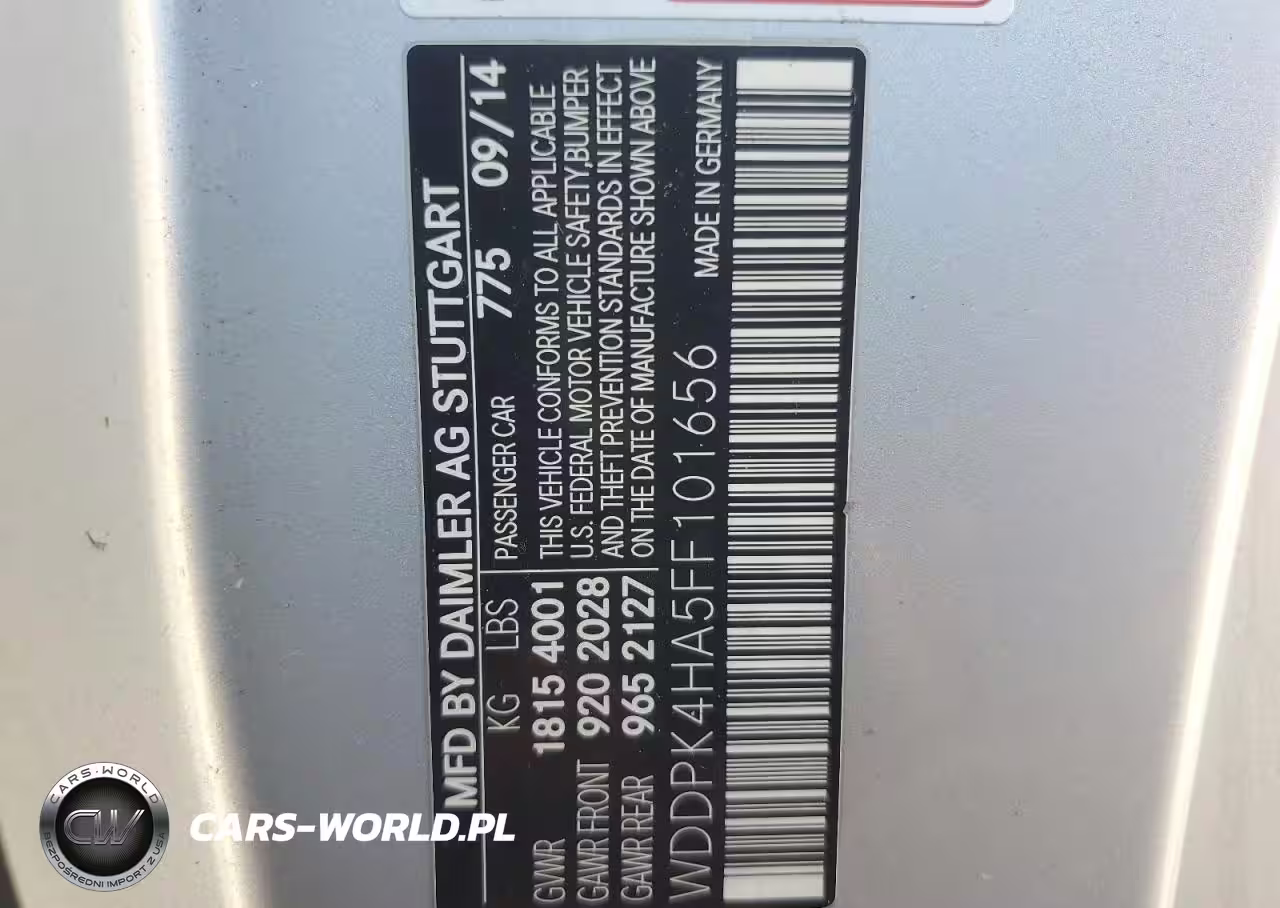 MFD BY DAIMLER AG STUTTGART
KG LBS PASSENGER CAR 775 09/14
GVWR 1815 4001 THIS VEHICLE CONFORMS TO ALL APPLICABLE
GAWR FRONT 920 2028 U.S. FEDERAL MOTOR VEHICLE SAFETY,BUMPER
AND THEFT PREVENTION STANDARDS IN EFFECT
GAWR REAR 965 2127 ON THE DATE OF MANUFACTURE SHOWN ABOVE
WDDPK4HA5FF101656 MADE IN GERMANY
CARS-WORLD
CW
BEZPOŚREDNI IMPORT Z USA
CARS-WORLD.PL